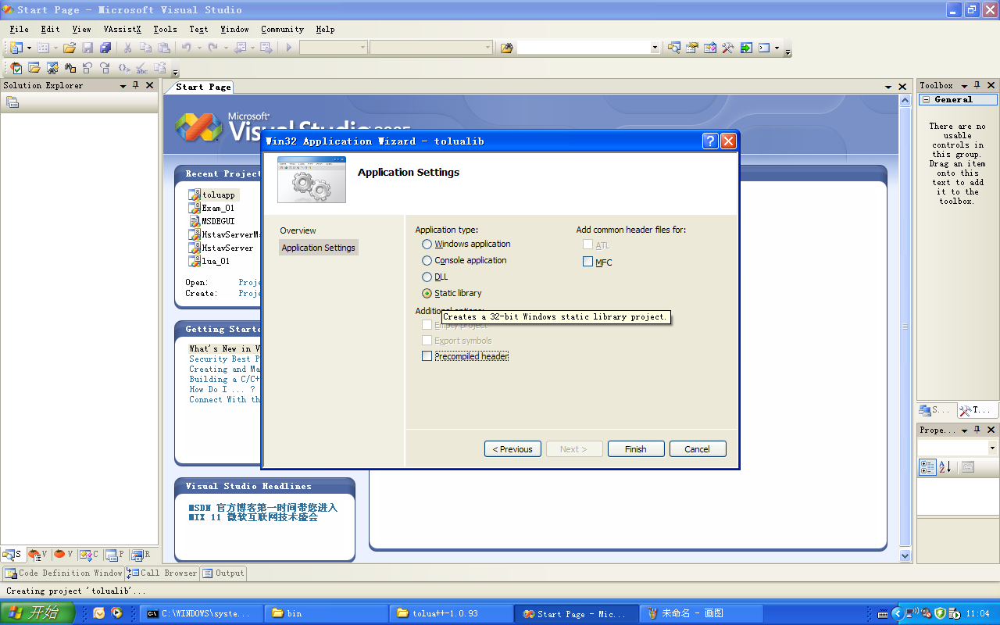 Start Page - Microsoft Visual Studio
File Edit View VAssistX Tools Test Window Community Help
Solution Explorer
Start Page
Toolbox
General
There are no
usable
controls in
this group.
Drag an item
onto this
text to add
it to the
toolbox.
Microsoft
Visual Studio 2005
Win32 Application Wizard - tolualib
Application Settings
Overview
Application Settings
Application type:
Windows application
Console application
DLL
Static library
Add common header files for:
ATL
MFC
Additional options:
Creates a 32-bit Windows static library project.
Empty project
Export symbols
Precompiled header
< Previous
Next >
Finish
Cancel
Recent Project
toluapp
Exam_01
MSDEGUI
HstavServerMa
HstavServer
lua_01
Open: Proje
Create: Proje
Getting Starte
What's New in V
Security Best P
Creating and Ma
Building a C/C+
How Do I ... ?
Connect With th
Visual Studio Headlines
MSDN 官方博客第一时间带您进入
MIX 11 微软互联网技术盛会
S... T...
Prope...
S V V C P R
Code Definition Window Call Browser Output
Creating project 'tolualib'...
开始
C:\WINDOWS\syste...
bin
tolua++-1.0.93
Start Page - Mic...
未命名 - 画图
11:04